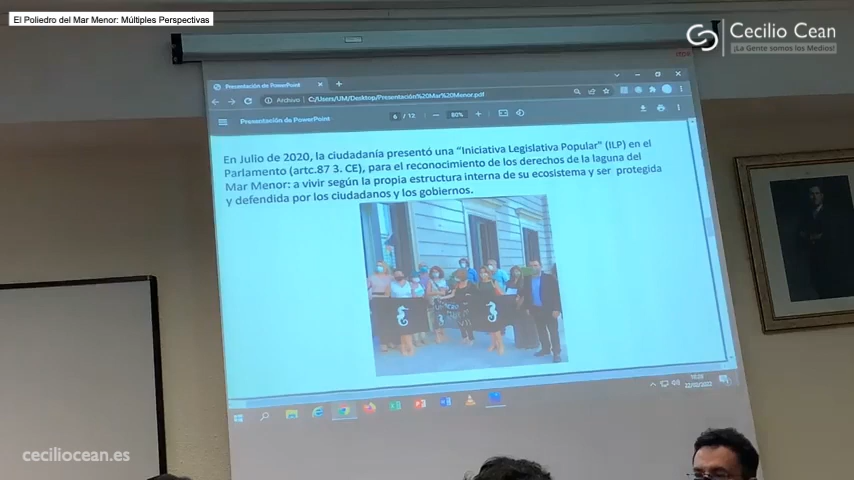 El Poliedro del Mar Menor: Múltiples Perspectivas
Cecilio Cean
¡La Gente somos los Medios!
Presentación de PowerPoint
Archivo
C:/Users/UM/Desktop/Presentación%20Mar%20Menor.pdf
Presentación de PowerPoint
6 / 12
80%
En Julio de 2020, la ciudadanía presentó una “Iniciativa Legislativa Popular” (ILP) en el
Parlamento (artc.87 3. CE), para el reconocimiento de los derechos de la laguna del
Mar Menor: a vivir según la propia estructura interna de su ecosistema y ser protegida
y defendida por los ciudadanos y los gobiernos.
ceciliocean.es